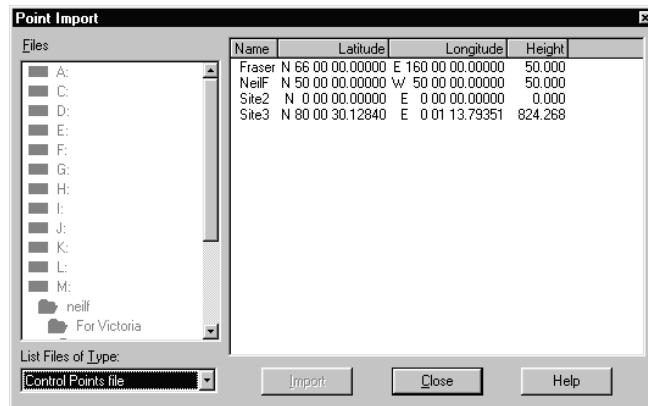 Point Import
Files
A:
C:
D:
E:
F:
G:
H:
I:
J:
K:
L:
M:
neilf
For Victoria
List Files of Type:
Control Points file
Name Latitude Longitude Height
Fraser N 66 00 00.00000 E 160 00 00.00000 50.000
NeilF N 50 00 00.00000 W 50 00 00.00000 50.000
Site2 N 0 00 00.00000 E 0 00 00.00000 0.000
Site3 N 80 00 30.12840 E 0 01 13.79351 824.268
Import Close Help